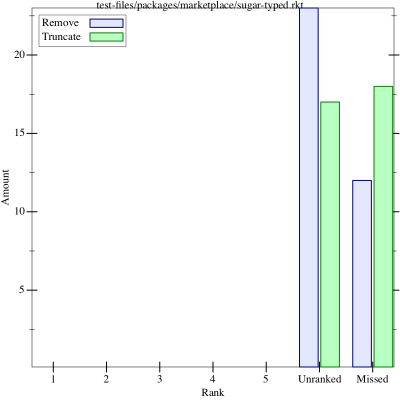 test-files/packages/marketplace/sugar-typed.rkt
Remove
Truncate
20
15
10
5
Amount
1 2 3 4 5 Unranked Missed
Rank